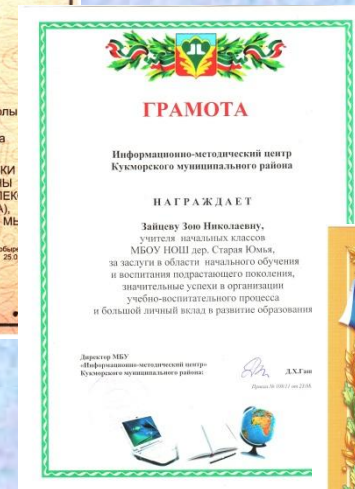 ГРАМОТА
Информационно-методический центр
Кукморского муниципального района
НАГРАЖДАЕТ
Зайцеву Зою Николаевну,
учителя начальных классов
МБОУ НОШ дер. Старая Юмья,
за заслуги в области начального обучения
и воспитания подрастающего поколения,
значительные успехи в организации
учебно-воспитательного процесса
и большой личный вклад в развитие образования
Директор МБУ
«Информационно-методический центр»
Кукморского муниципального района:
Д.Х.Гаи